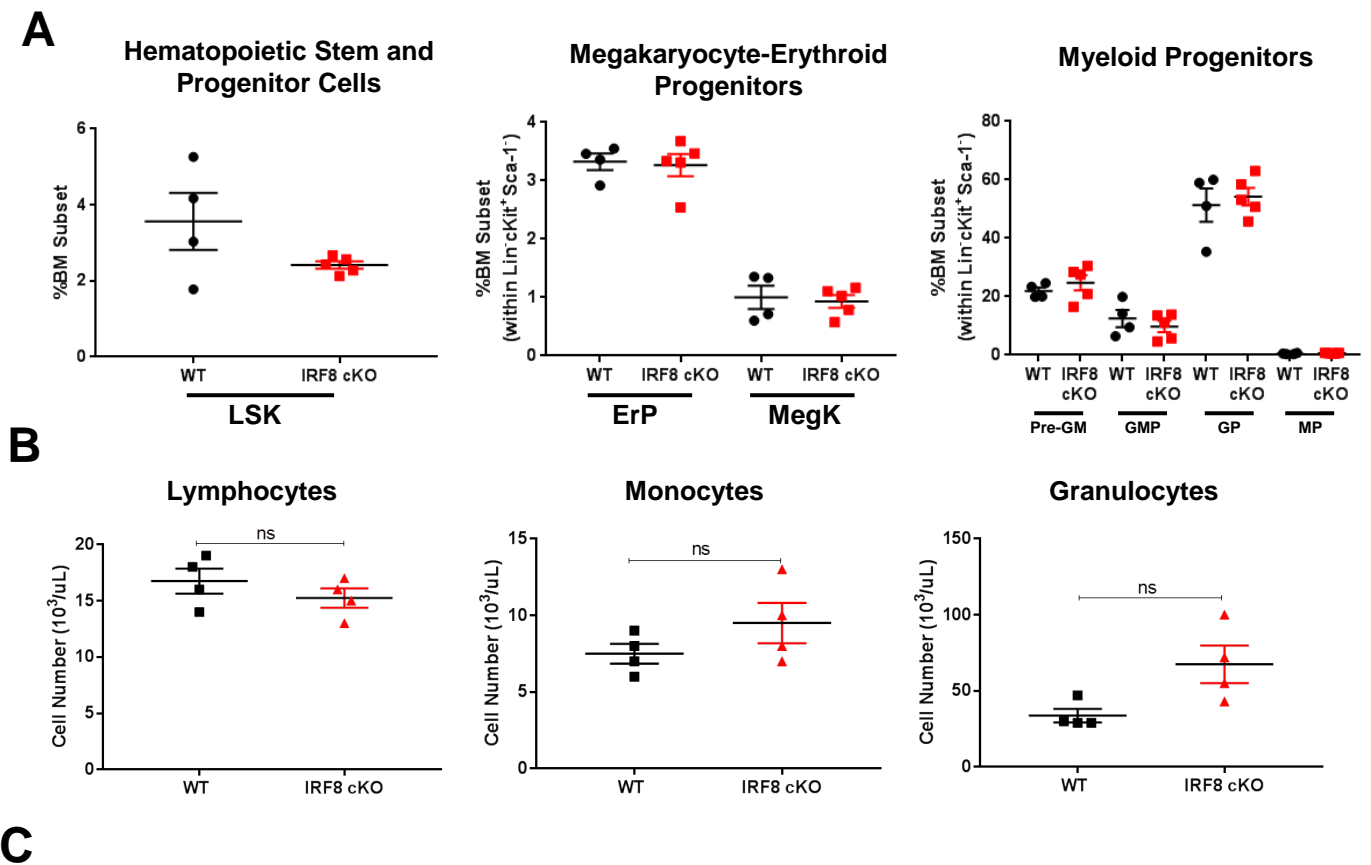 A
Hematopoietic Stem and
Progenitor Cells
%BM Subset
6
4
2
0
WT
IRF8 cKO
LSK
Megakaryocyte-Erythroid
Progenitors
%BM Subset
(within Lin⁻cKit⁺ Sca-1⁻)
4
3
2
1
0
WT
IRF8 cKO
WT
IRF8 cKO
ErP
MegK
Myeloid Progenitors
%BM Subset
(within Lin⁻cKit⁺ Sca-1⁻)
80
60
40
20
0
WT
IRF8
cKO
WT
IRF8
cKO
WT
IRF8
cKO
WT
IRF8
cKO
Pre-GM
GMP
GP
MP
B
Lymphocytes
Cell Number (10³/uL)
20
15
10
5
0
ns
WT
IRF8 cKO
Monocytes
Cell Number (10³/uL)
15
10
5
0
ns
WT
IRF8 cKO
Granulocytes
Cell Number (10³/uL)
150
100
50
0
ns
WT
IRF8 cKO
C